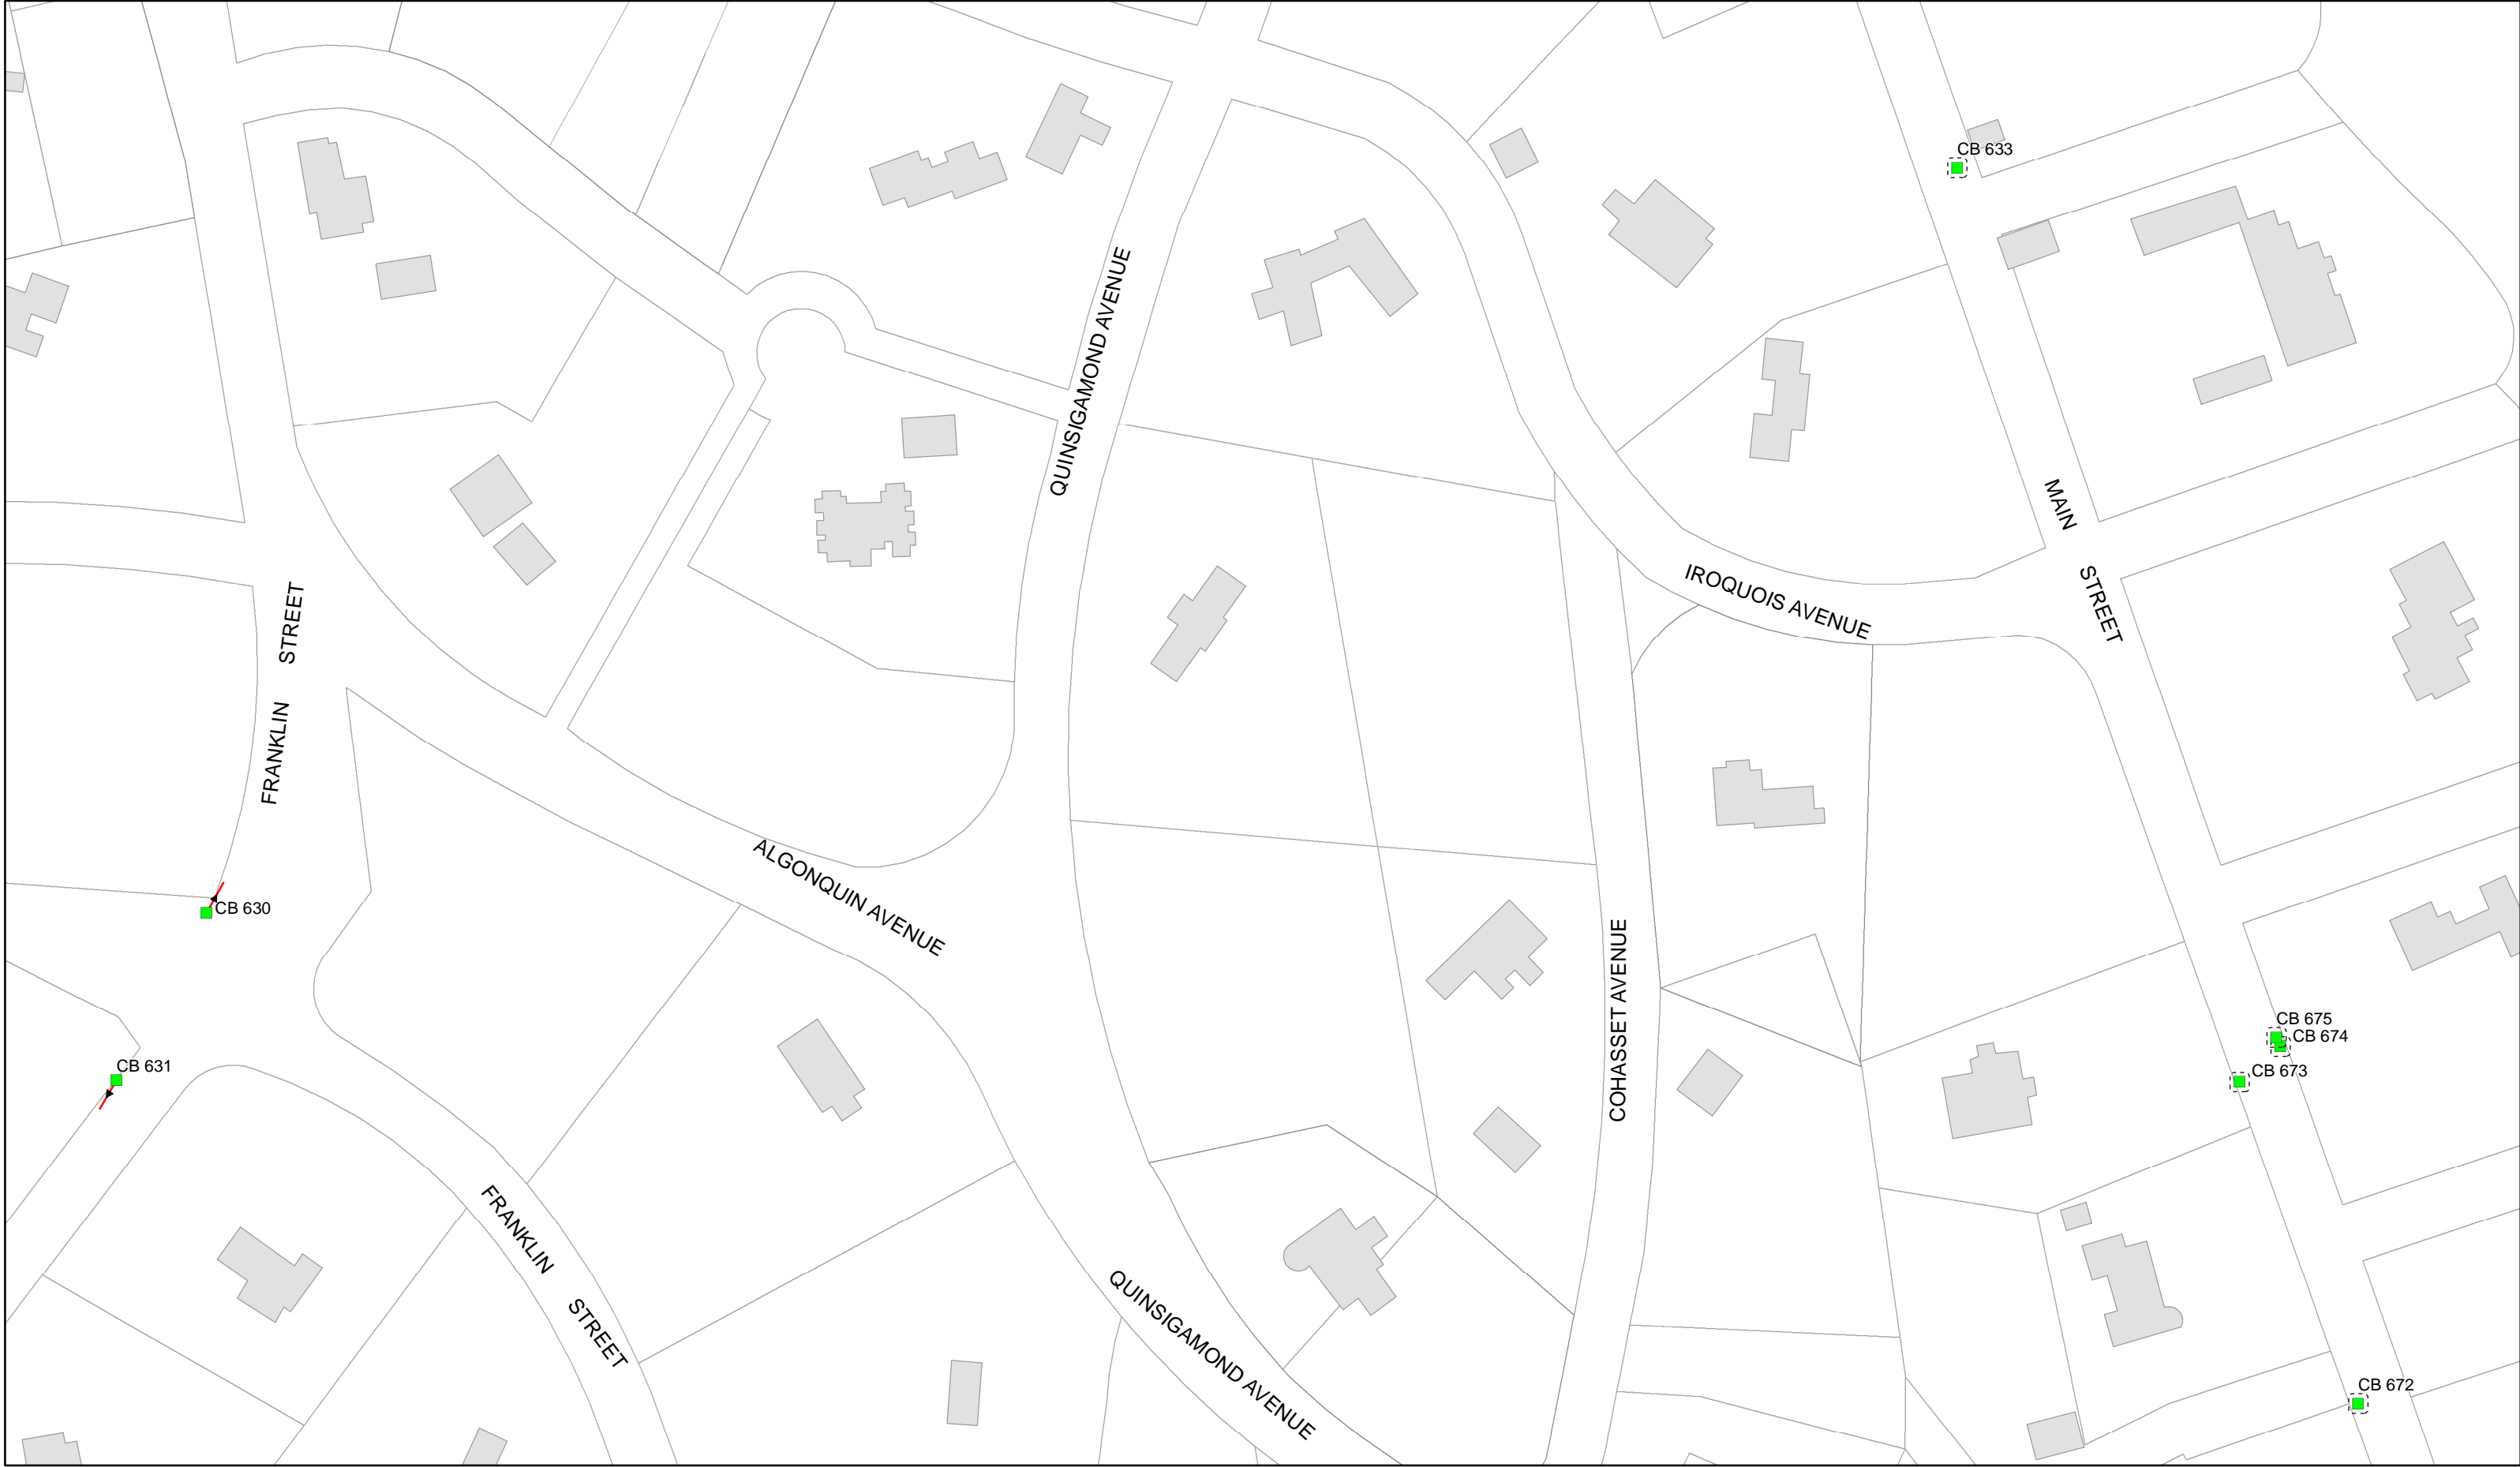 CB 633
QUINSIGAMOND AVENUE
MAIN STREET
IROQUOIS AVENUE
FRANKLIN STREET
ALGONQUIN AVENUE
CB 630
COHASSET AVENUE
CB 675
CB 674
CB 631
CB 673
FRANKLIN STREET
QUINSIGAMOND AVENUE
CB 672